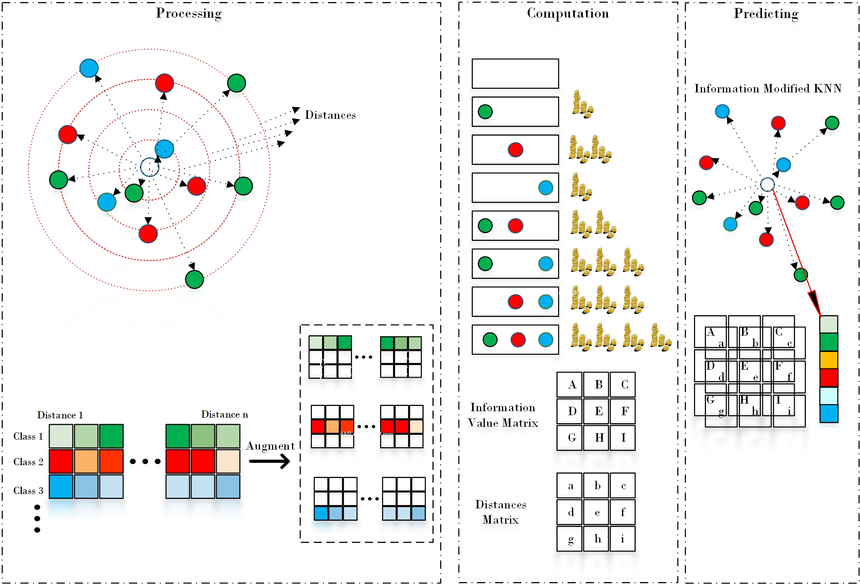 Processing
Distances
Distance 1
Distance n
Class 1
Class 2
Class 3
Augment
Computation
Information
Value Matrix
A B C
D E F
G H I
Distances
Matrix
a b c
d e f
g h i
Predicting
Information Modified KNN
A B C
a b c
D E F
d e f
G H I
g h i